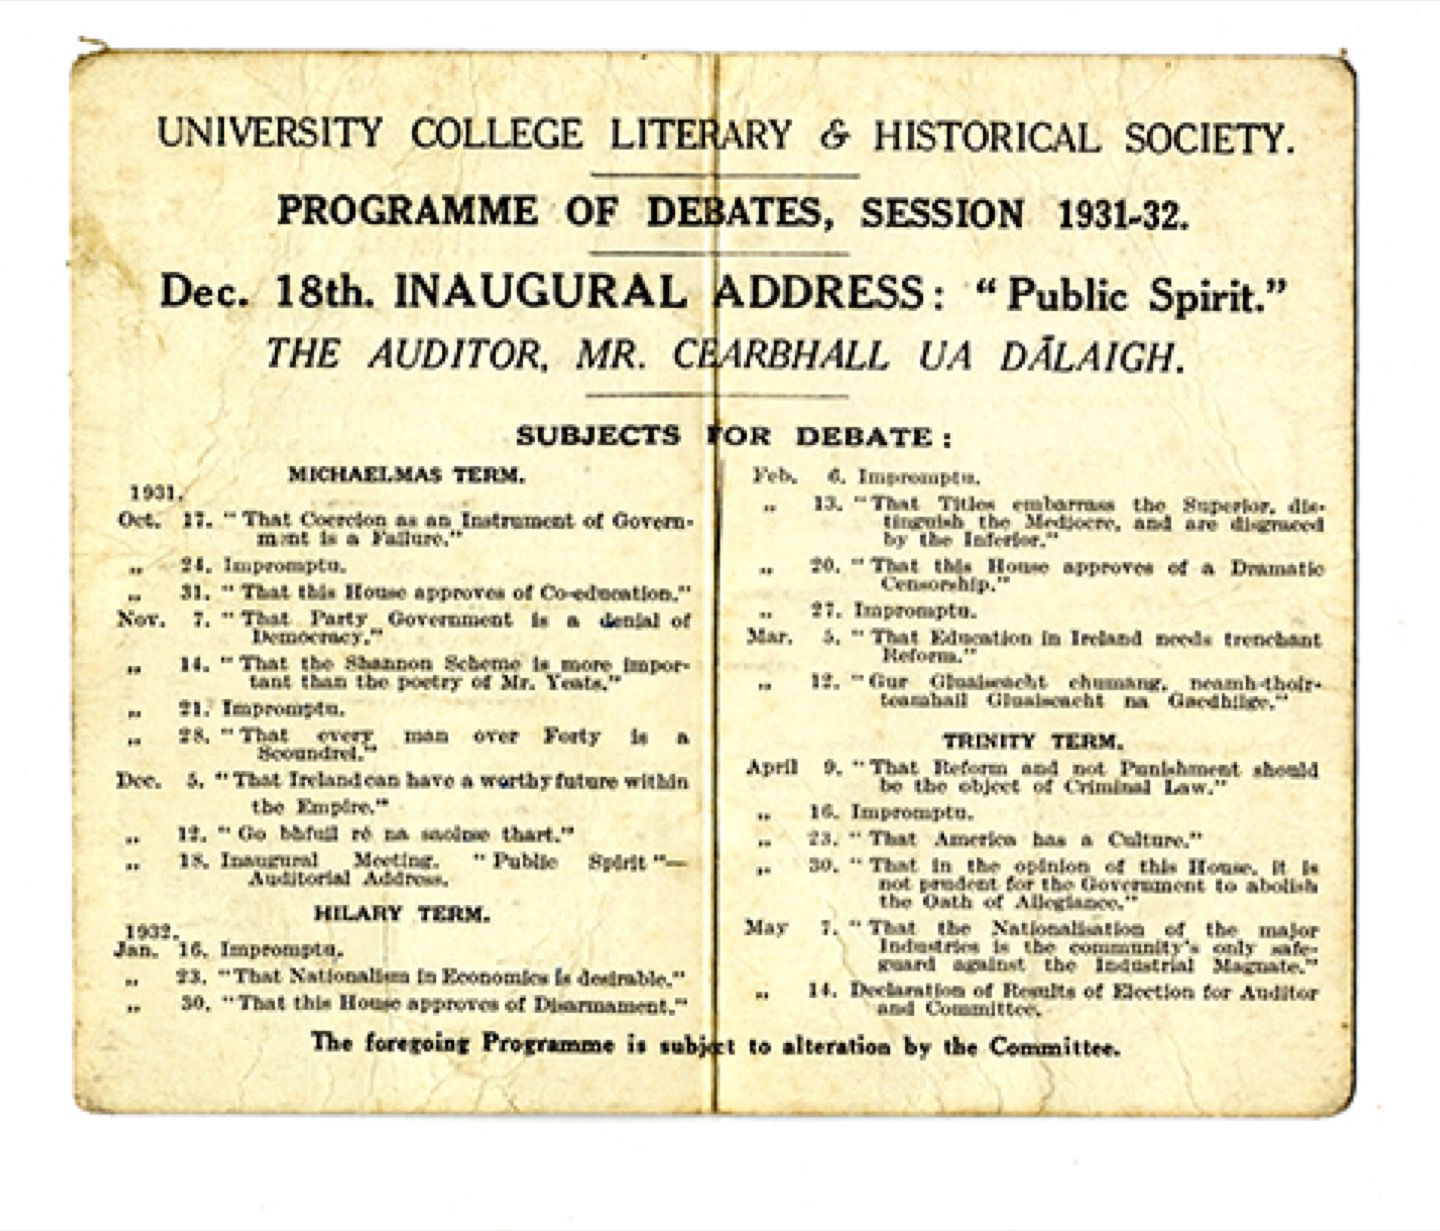 UNIVERSITY COLLEGE LITERARY & HISTORICAL SOCIETY.
PROGRAMME OF DEBATES, SESSION 1931-32.
Dec. 18th. INAUGURAL ADDRESS: "Public Spirit."
THE AUDITOR, MR. CEARBHALL UA DĀLAIGH.
SUBJECTS FOR DEBATE:
MICHAELMAS TERM.
1931.
Oct. 17. "That Coercion as an Instrument of Govern-
ment is a Failure."
„ 24. Impromptu.
„ 31. "That this House approves of Co-education."
Nov. 7. "That Party Government is a denial of
Democracy."
„ 14. "That the Shannon Scheme is more impor-
tant than the poetry of Mr. Yeats."
„ 21. Impromptu.
„ 28. "That every man over Forty is a
Scoundrel."
Dec. 5. "That Ireland can have a worthy future within
the Empire."
„ 12. "Go bhfuil ré na saoirse thart."
„ 18. Inaugural Meeting. "Public Spirit"—
Auditorial Address.
HILARY TERM.
1932.
Jan. 16. Impromptu.
„ 23. "That Nationalism in Economics is desirable."
„ 30. "That this House approves of Disarmament."
Feb. 6. Impromptu.
„ 13. "That Titles embarrass the Superior, dis-
tinguish the Mediocre, and are disgraced
by the Inferior."
„ 20. "That this House approves of a Dramatic
Censorship."
„ 27. Impromptu.
Mar. 5. "That Education in Ireland needs trenchant
Reform."
„ 12. "Gur Gluaiseacht chumang, neamh-thoir-
teamhail Gluaiseacht na Gaedhilge."
TRINITY TERM.
April 9. "That Reform and not Punishment should
be the object of Criminal Law."
„ 16. Impromptu.
„ 23. "That America has a Culture."
„ 30. "That in the opinion of this House, it is
not prudent for the Government to abolish
the Oath of Allegiance."
May 7. "That the Nationalisation of the major
Industries is the community's only safe-
guard against the Industrial Magnate."
„ 14. Declaration of Results of Election for Auditor
and Committee.
The foregoing Programme is subject to alteration by the Committee.